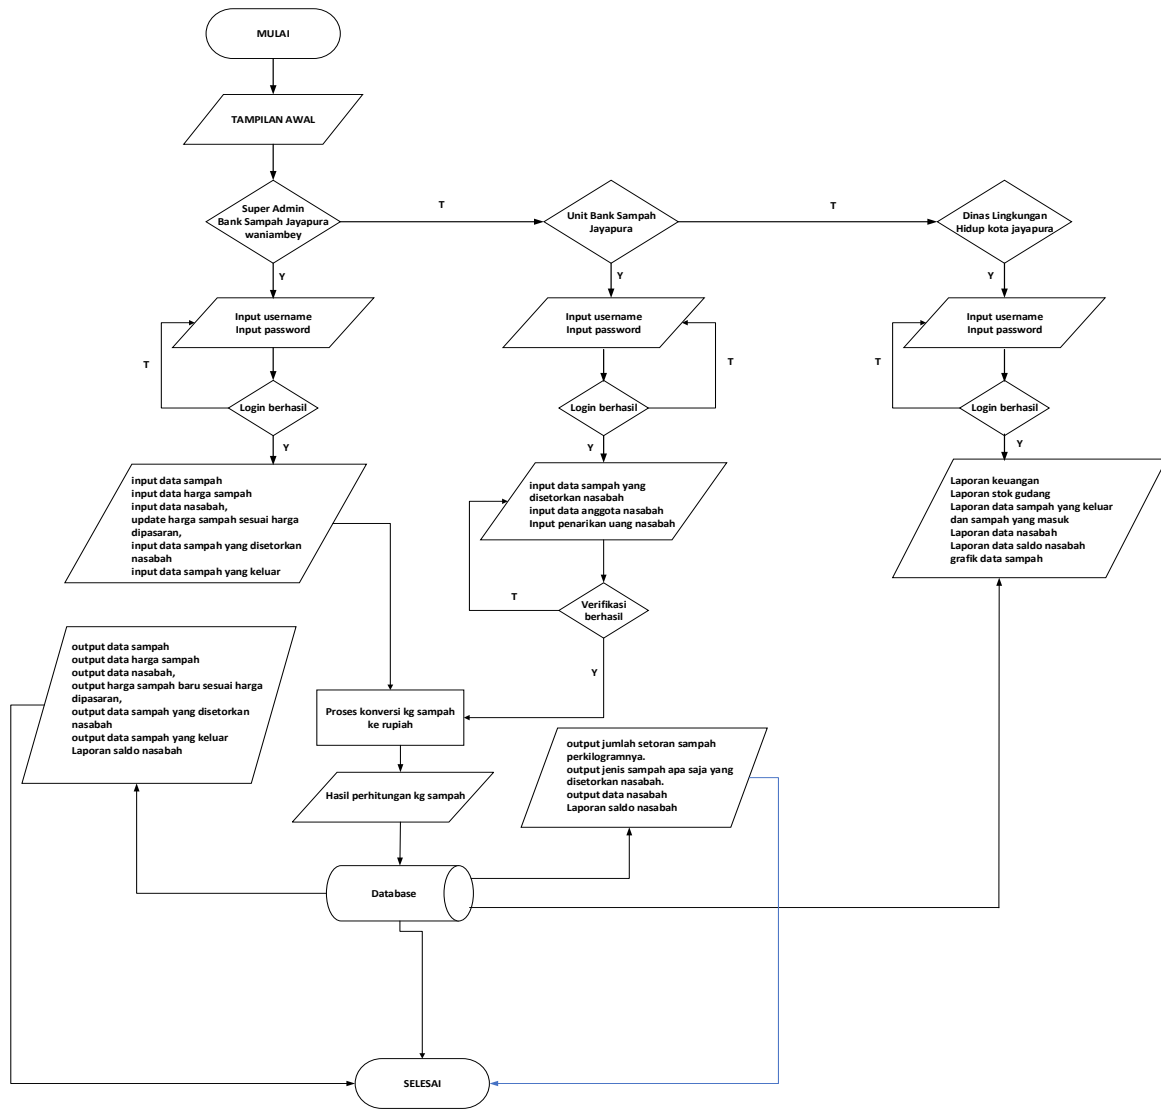 MULAI
TAMPILAN AWAL
Super Admin
Bank Sampah Jayapura
waniambey
T
Unit Bank Sampah
Jayapura
T
Dinas Lingkungan
Hidup kota jayapura
Y
Y
Y
Input username
Input password
Input username
Input password
Input username
Input password
T
T
T
Login berhasil
Login berhasil
Login berhasil
Y
Y
Y
input data sampah
input data harga sampah
input data nasabah,
update harga sampah sesuai harga
dipasaran,
input data sampah yang disetorkan
nasabah
input data sampah yang keluar
input data sampah yang
disetorkan nasabah
input data anggota nasabah
Input penarikan uang nasabah
Laporan keuangan
Laporan stok gudang
Laporan data sampah yang keluar
dan sampah yang masuk
Laporan data nasabah
Laporan data saldo nasabah
grafik data sampah
T
Verifikasi
berhasil
Y
output data sampah
output data harga sampah
output data nasabah,
output harga sampah baru sesuai harga
dipasaran,
output data sampah yang disetorkan
nasabah
output data sampah yang keluar
Laporan saldo nasabah
Proses konversi kg sampah
ke rupiah
output jumlah setoran sampah
perkilogramnya.
output jenis sampah apa saja yang
disetorkan nasabah.
output data nasabah
Laporan saldo nasabah
Hasil perhitungan kg sampah
Database
SELESAI